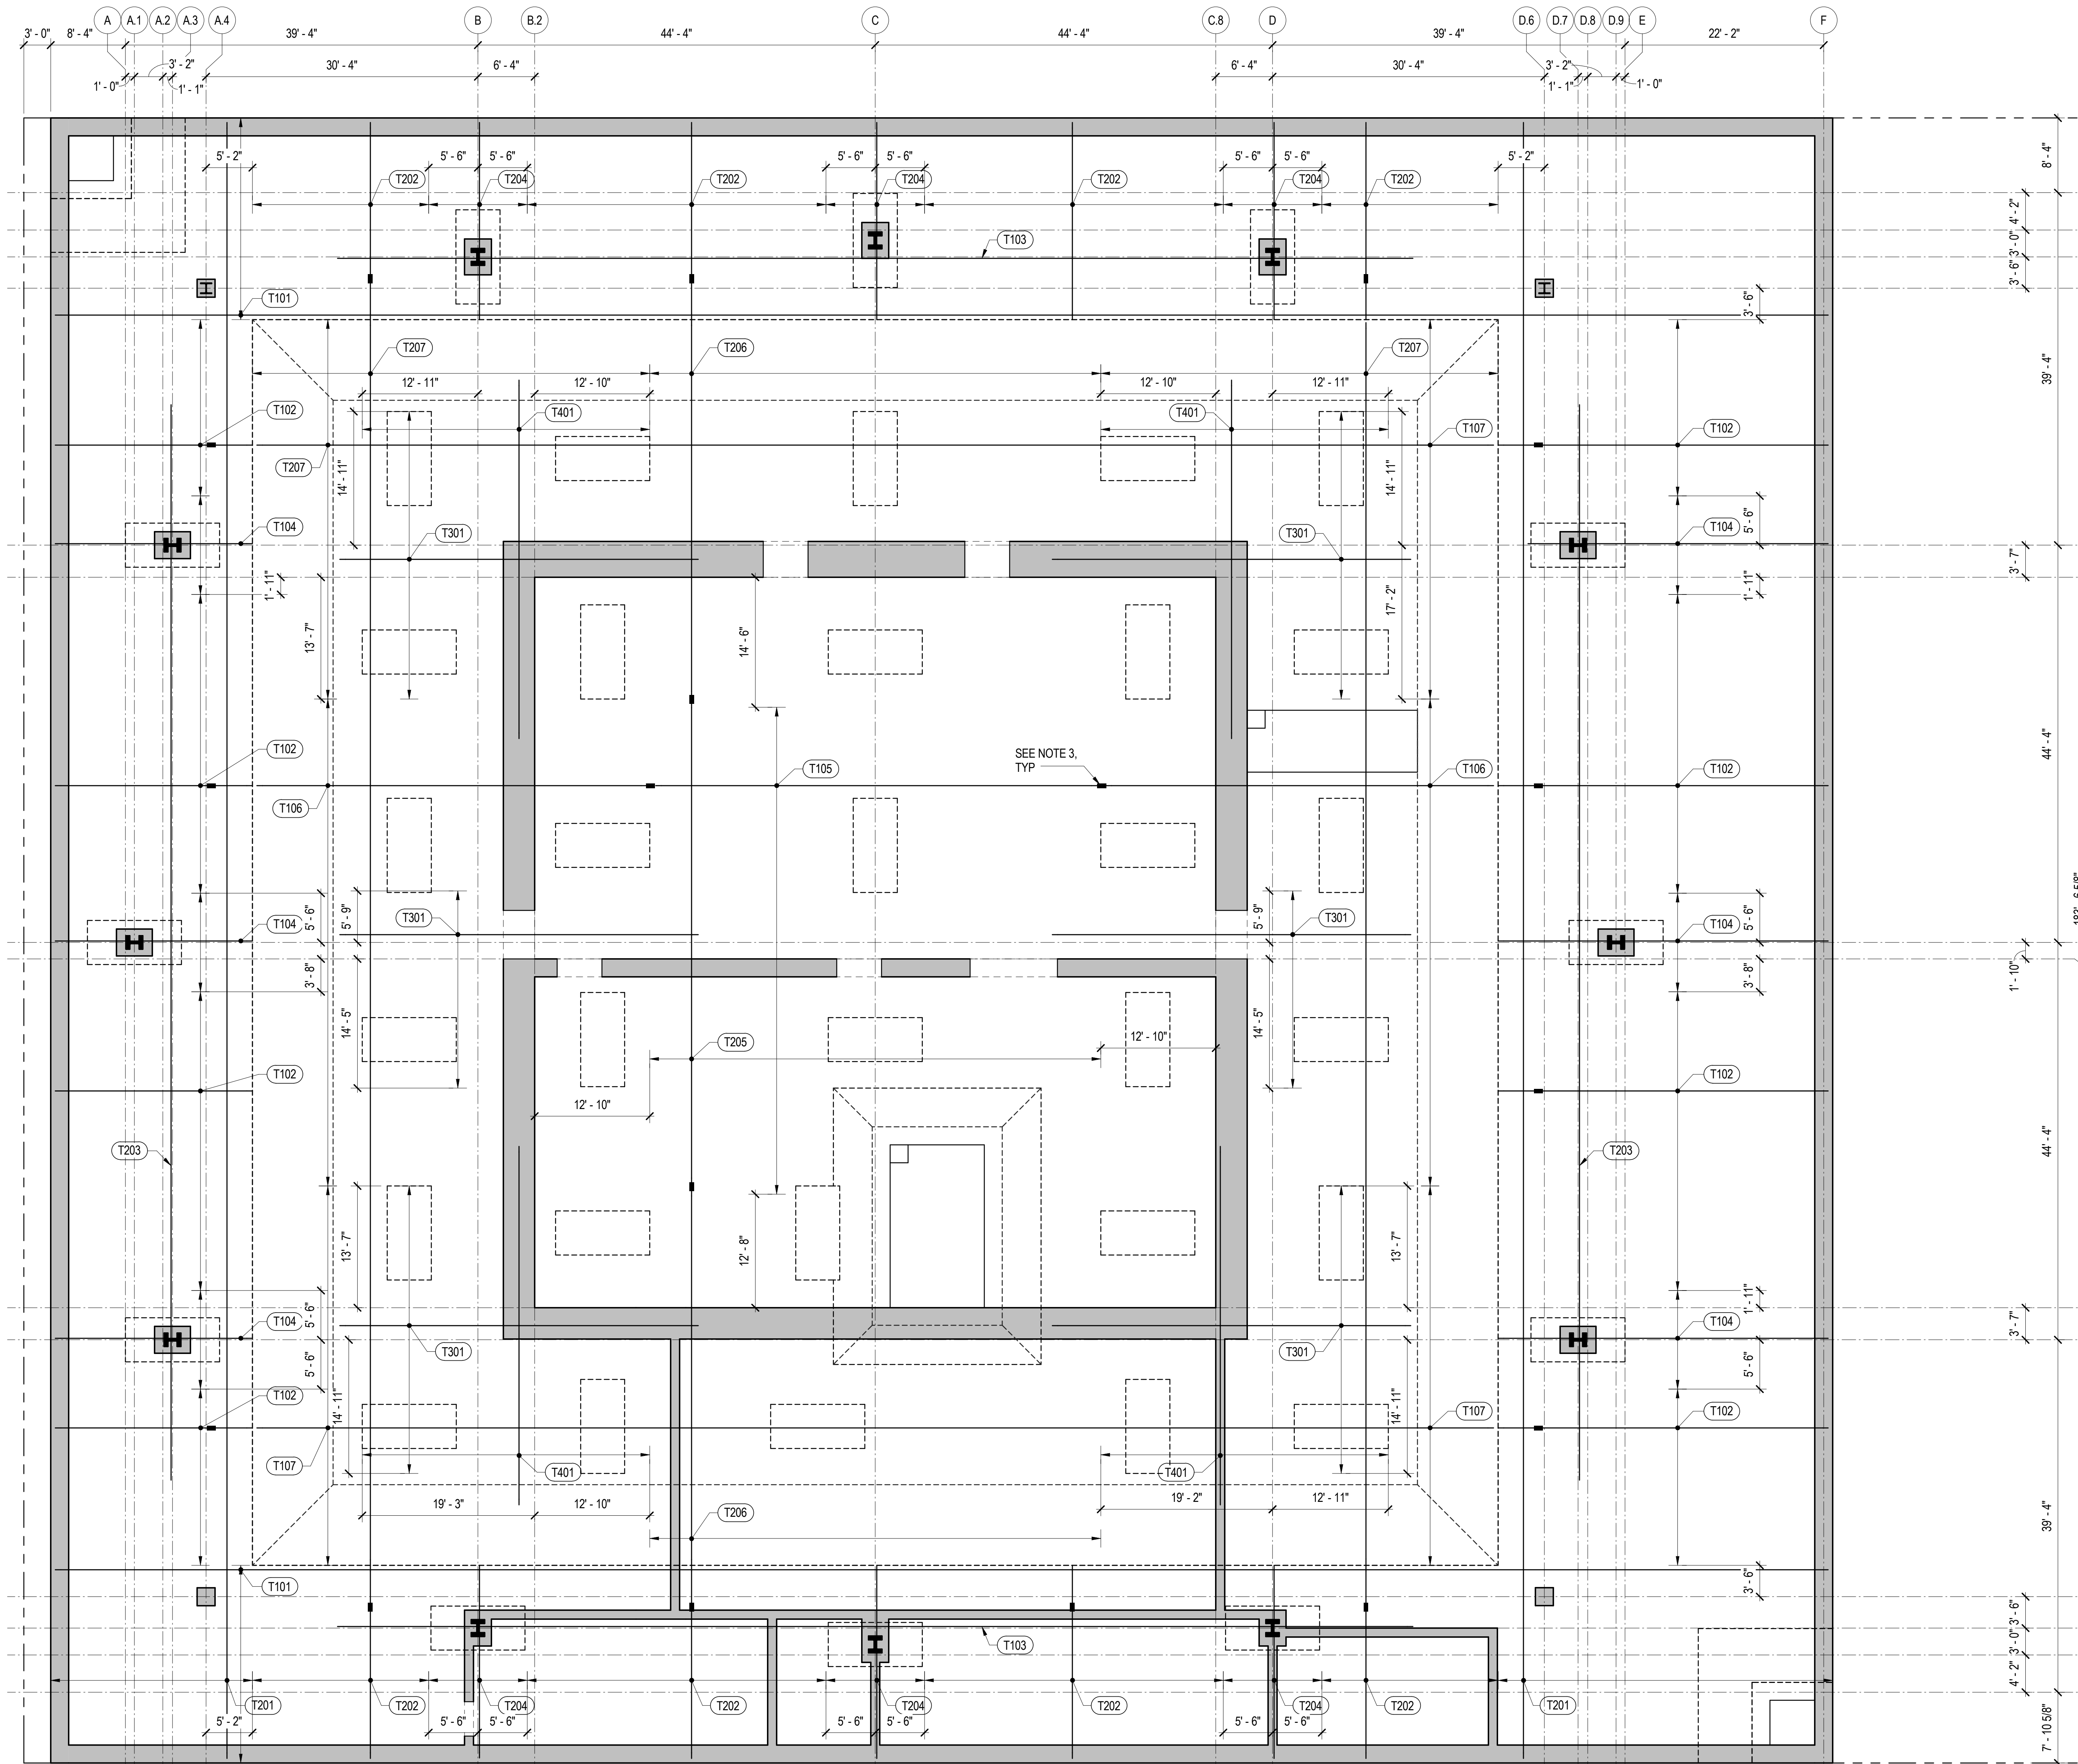 A A.1 A.2 A.3 A.4 B B.2 C C.8 D D.6 D.7 D.8 D.9 E F
3' - 0" 8' - 4" 39' - 4" 44' - 4" 44' - 4" 39' - 4" 22' - 2"
3' - 2" 30' - 4" 6' - 4" 6' - 4" 30' - 4" 3' - 2"
1' - 0" 1' - 1" 1' - 1" 1' - 0"
5' - 2" 5' - 6" 5' - 6" 5' - 6" 5' - 6" 5' - 6" 5' - 6" 5' - 2" 8' - 4"
T202 T204 T202 T204 T202 T204 T202
4' - 2"
T103 3' - 0"
3' - 6"
T101 3' - 6"
T207 T206 T207 39' - 4"
12' - 11" 12' - 10" 12' - 10" 12' - 11"
T102 T401 T401 T107 T102
T207 14' - 11" 14' - 11"
T104 T301 T301 T104 5' - 6"
3' - 7"
1' - 11" 1' - 11"
13' - 7" 14' - 6" 17' - 2"
T102 SEE NOTE 3, 44' - 4"
TYP
T105 T106 T102
T106
T104 5' - 6" 5' - 9" T301 5' - 9" T301 T104 5' - 6"
3' - 8" 3' - 8" 1' - 10"
14' - 5" T205 12' - 10" 14' - 5"
T102 T102
12' - 10"
T203 T203 44' - 4"
13' - 7" 12' - 8" 13' - 7"
T104 5' - 6" T104 1' - 11" 3' - 7"
T301 T301
5' - 6" 5' - 6"
T102 14' - 11" 14' - 11" T107 T102
T107 T401 T401
19' - 3" 12' - 10" 19' - 2" 12' - 11"
T206 39' - 4"
T101 3' - 6"
3' - 6"
T103 3' - 0"
4' - 2"
T201 T202 T204 T202 T204 T202 T204 T202 T201
5' - 2" 5' - 6" 5' - 6" 5' - 6" 5' - 6" 5' - 6" 5' - 6" 7' - 10 5/8"